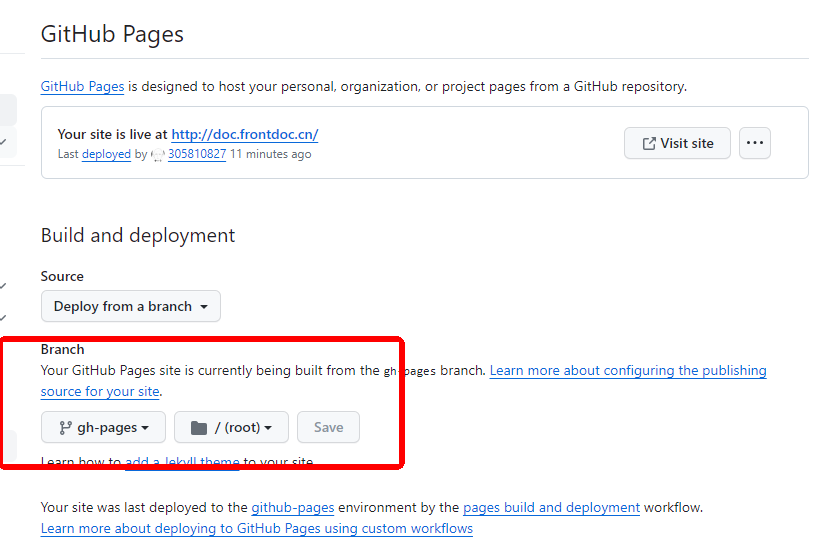 GitHub Pages
GitHub Pages is designed to host your personal, organization, or project pages from a GitHub repository.
Your site is live at http://doc.frontdoc.cn/
Visit site
Last deployed by 305810827 11 minutes ago
Build and deployment
Source
Deploy from a branch
Branch
Your GitHub Pages site is currently being built from the gh-pages branch. Learn more about configuring the publishing
source for your site.
gh-pages / (root) Save
Learn how to add a Jekyll theme to your site.
Your site was last deployed to the github-pages environment by the pages build and deployment workflow.
Learn more about deploying to GitHub Pages using custom workflows